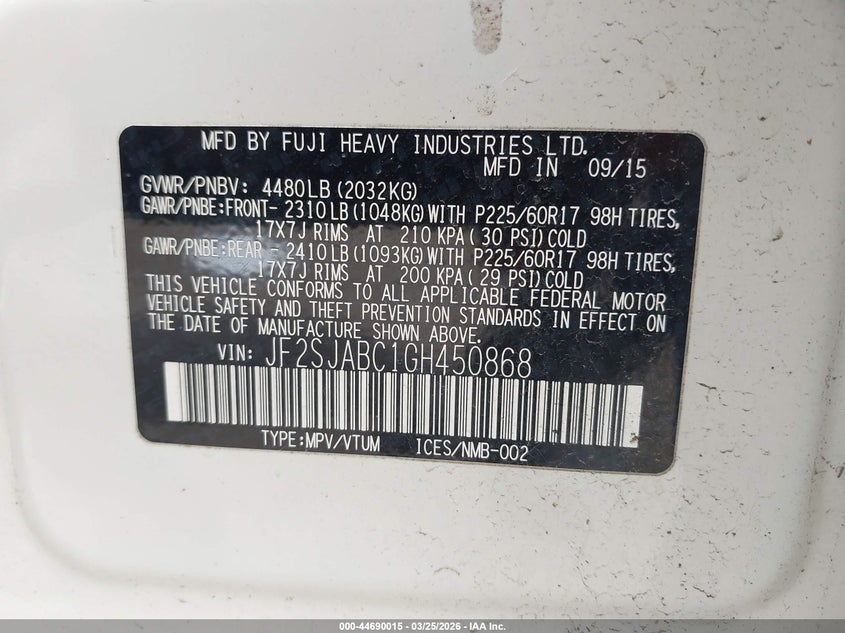 MFD BY FUJI HEAVY INDUSTRIES LTD.
MFD IN 09/15
GVWR/PNBV: 4480LB (2032KG)
GAWR/PNBE:FRONT- 2310LB (1048KG) WITH P225/60R17 98H TIRES,
17X7J RIMS AT 210 KPA ( 30 PSI) COLD
GAWR/PNBE:REAR - 2410LB (1093KG) WITH P225/60R17 98H TIRES,
17X7J RIMS AT 200 KPA ( 29 PSI) COLD
THIS VEHICLE CONFORMS TO ALL APPLICABLE FEDERAL MOTOR
VEHICLE SAFETY AND THEFT PREVENTION STANDARDS IN EFFECT ON
THE DATE OF MANUFACTURE SHOWN ABOVE.
VIN: JF2SJABC1GH450868
TYPE:MPV/VTUM ICES/NMB-002
000-44690015 - 03/25/2026 - IAA Inc.